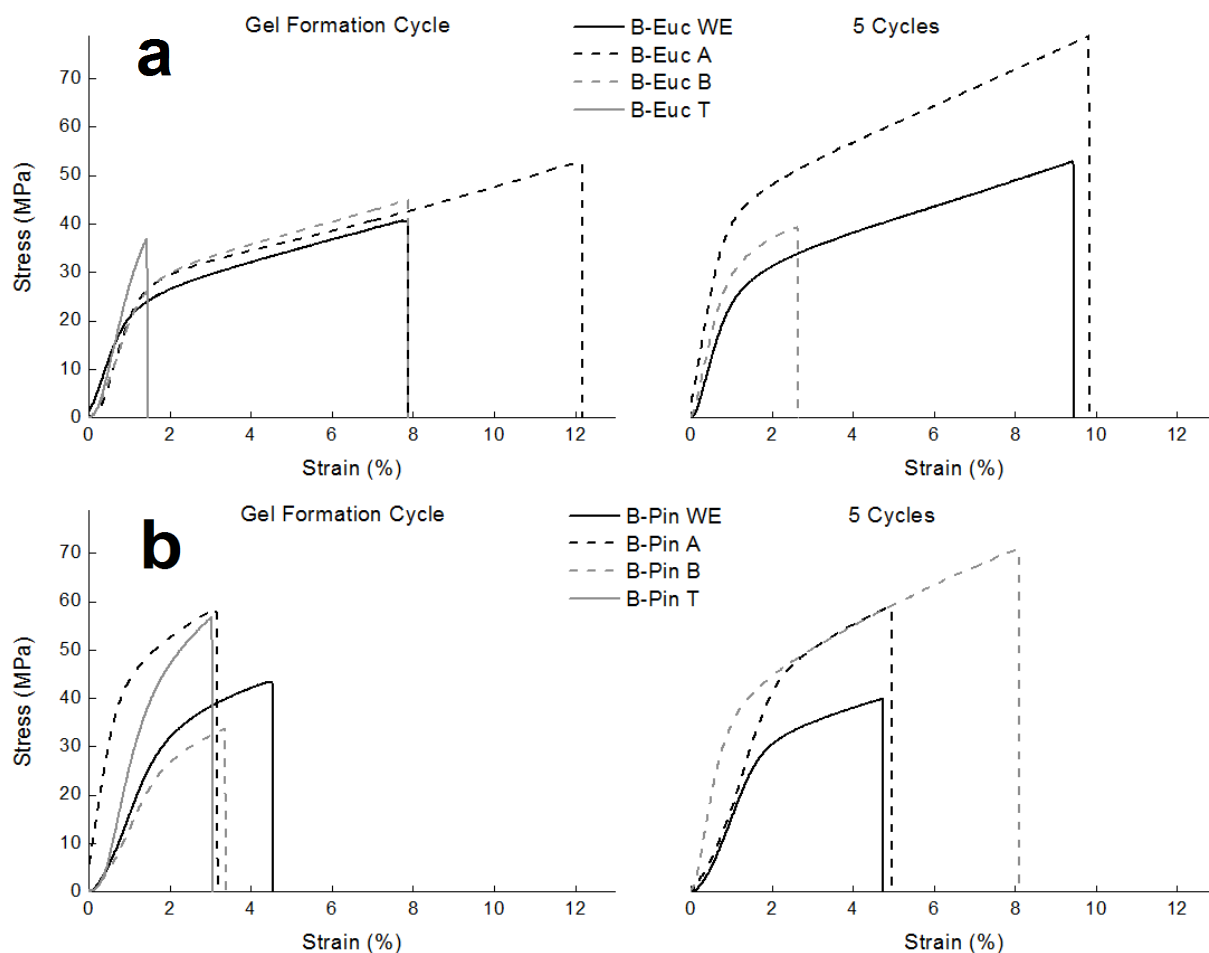 a
Gel Formation Cycle
B-Euc WE
B-Euc A
B-Euc B
B-Euc T
5 Cycles
Stress (MPa)
70
60
50
40
30
20
10
0
0 2 4 6 8 10 12
Strain (%)
0 2 4 6 8 10 12
Strain (%)
b
Gel Formation Cycle
B-Pin WE
B-Pin A
B-Pin B
B-Pin T
5 Cycles
Stress (MPa)
70
60
50
40
30
20
10
0
0 2 4 6 8 10 12
Strain (%)
0 2 4 6 8 10 12
Strain (%)